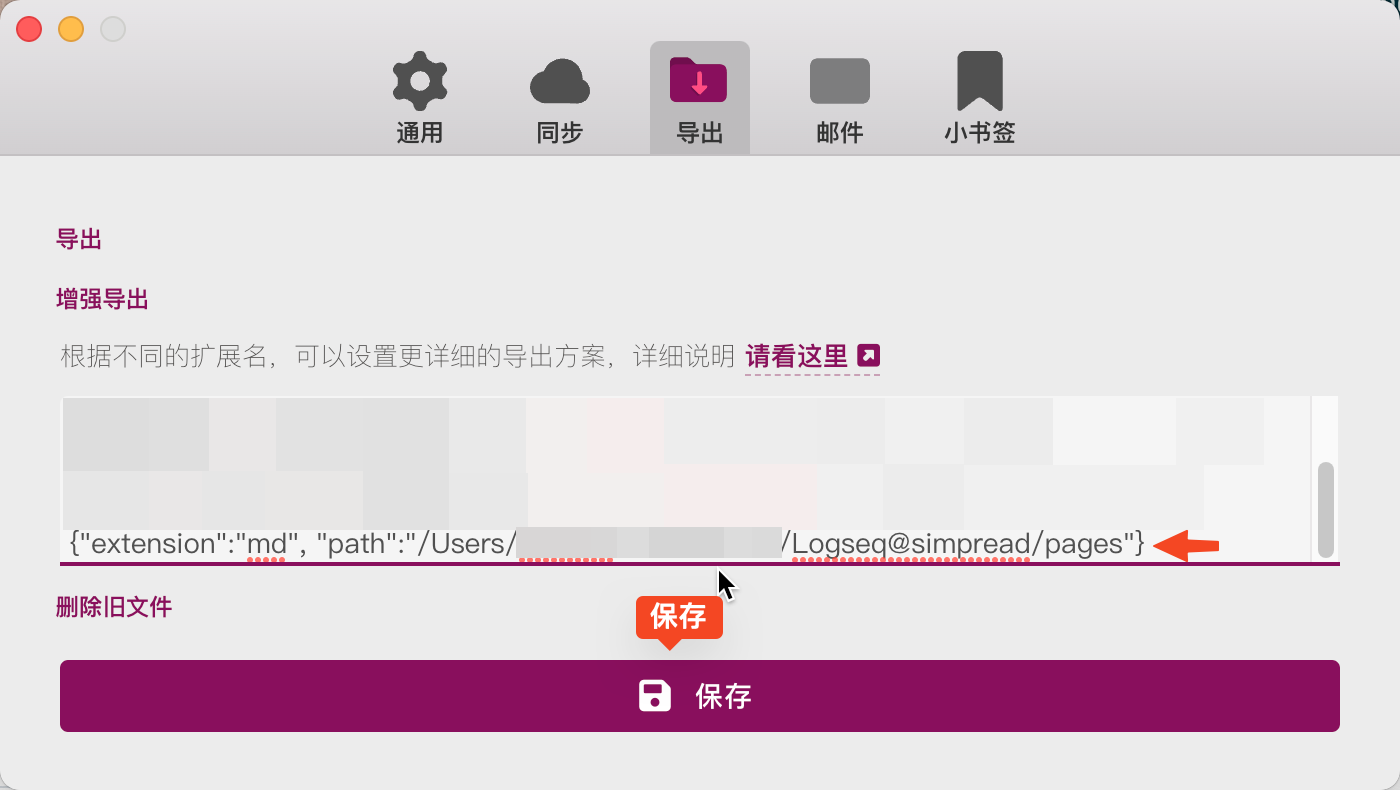 通用
同步
导出
邮件
小书签
导出
增强导出
根据不同的扩展名，可以设置更详细的导出方案，详细说明 请看这里
{"extension":"md", "path":"/Users/ /Logseq@simpread/pages"}
删除旧文件
保存
保存